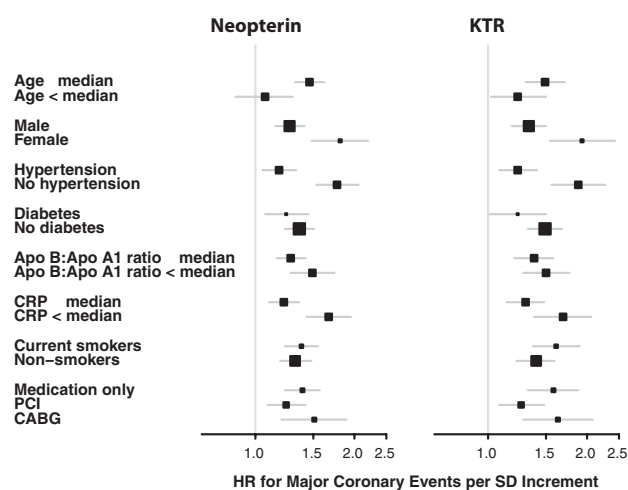 Neopterin KTR
Age median
Age < median
Male
Female
Hypertension
No hypertension
Diabetes
No diabetes
Apo B:Apo A1 ratio median
Apo B:Apo A1 ratio < median
CRP median
CRP < median
Current smokers
Non−smokers
Medication only
PCI
CABG
1.0 1.5 2.0 2.5 1.0 1.5 2.0 2.5
HR for Major Coronary Events per SD Increment